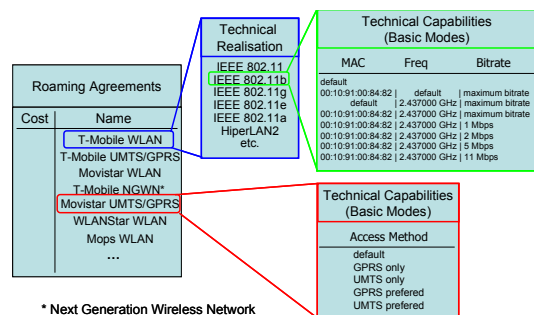 Roaming Agreements
Cost Name
T-Mobile WLAN
T-Mobile UMTS/GPRS
Movistar WLAN
T-Mobile NGWN*
Movistar UMTS/GPRS
WLANStar WLAN
Mops WLAN
...
* Next Generation Wireless Network
Technical
Realisation
IEEE 802.11
IEEE 802.11b
IEEE 802.11g
IEEE 802.11e
IEEE 802.11a
HiperLAN2
etc.
Technical Capabilities
(Basic Modes)
MAC Freq Bitrate
default
00:10:91:00:84:82 | default | maximum bitrate
default | 2.437000 GHz | maximum bitrate
00:10:91:00:84:82 | 2.437000 GHz | maximum bitrate
00:10:91:00:84:82 | 2.437000 GHz | 1 Mbps
00:10:91:00:84:82 | 2.437000 GHz | 2 Mbps
00:10:91:00:84:82 | 2.437000 GHz | 5 Mbps
00:10:91:00:84:82 | 2.437000 GHz | 11 Mbps
Technical Capabilities
(Basic Modes)
Access Method
default
GPRS only
UMTS only
GPRS prefered
UMTS prefered